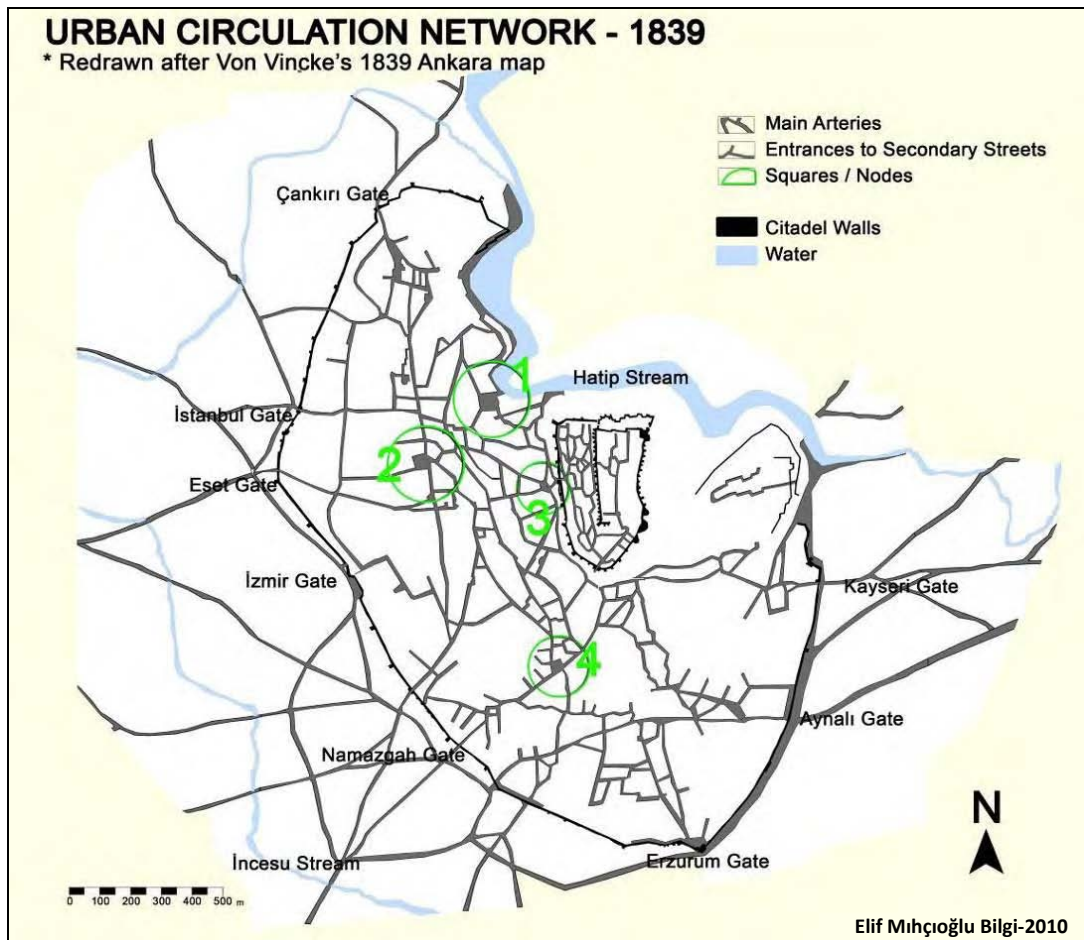 URBAN CIRCULATION NETWORK - 1839
* Redrawn after Von Vincke's 1839 Ankara map
Main Arteries
Entrances to Secondary Streets
Squares / Nodes
Citadel Walls
Water
Çankırı Gate
1
Hatip Stream
İstanbul Gate
2
Eset Gate
3
İzmir Gate
Kayseri Gate
4
Aynalı Gate
Namazgah Gate
N
İncesu Stream
Erzurum Gate
0 100 200 300 400 500 m
Elif Mıhçıoğlu Bilgi-2010